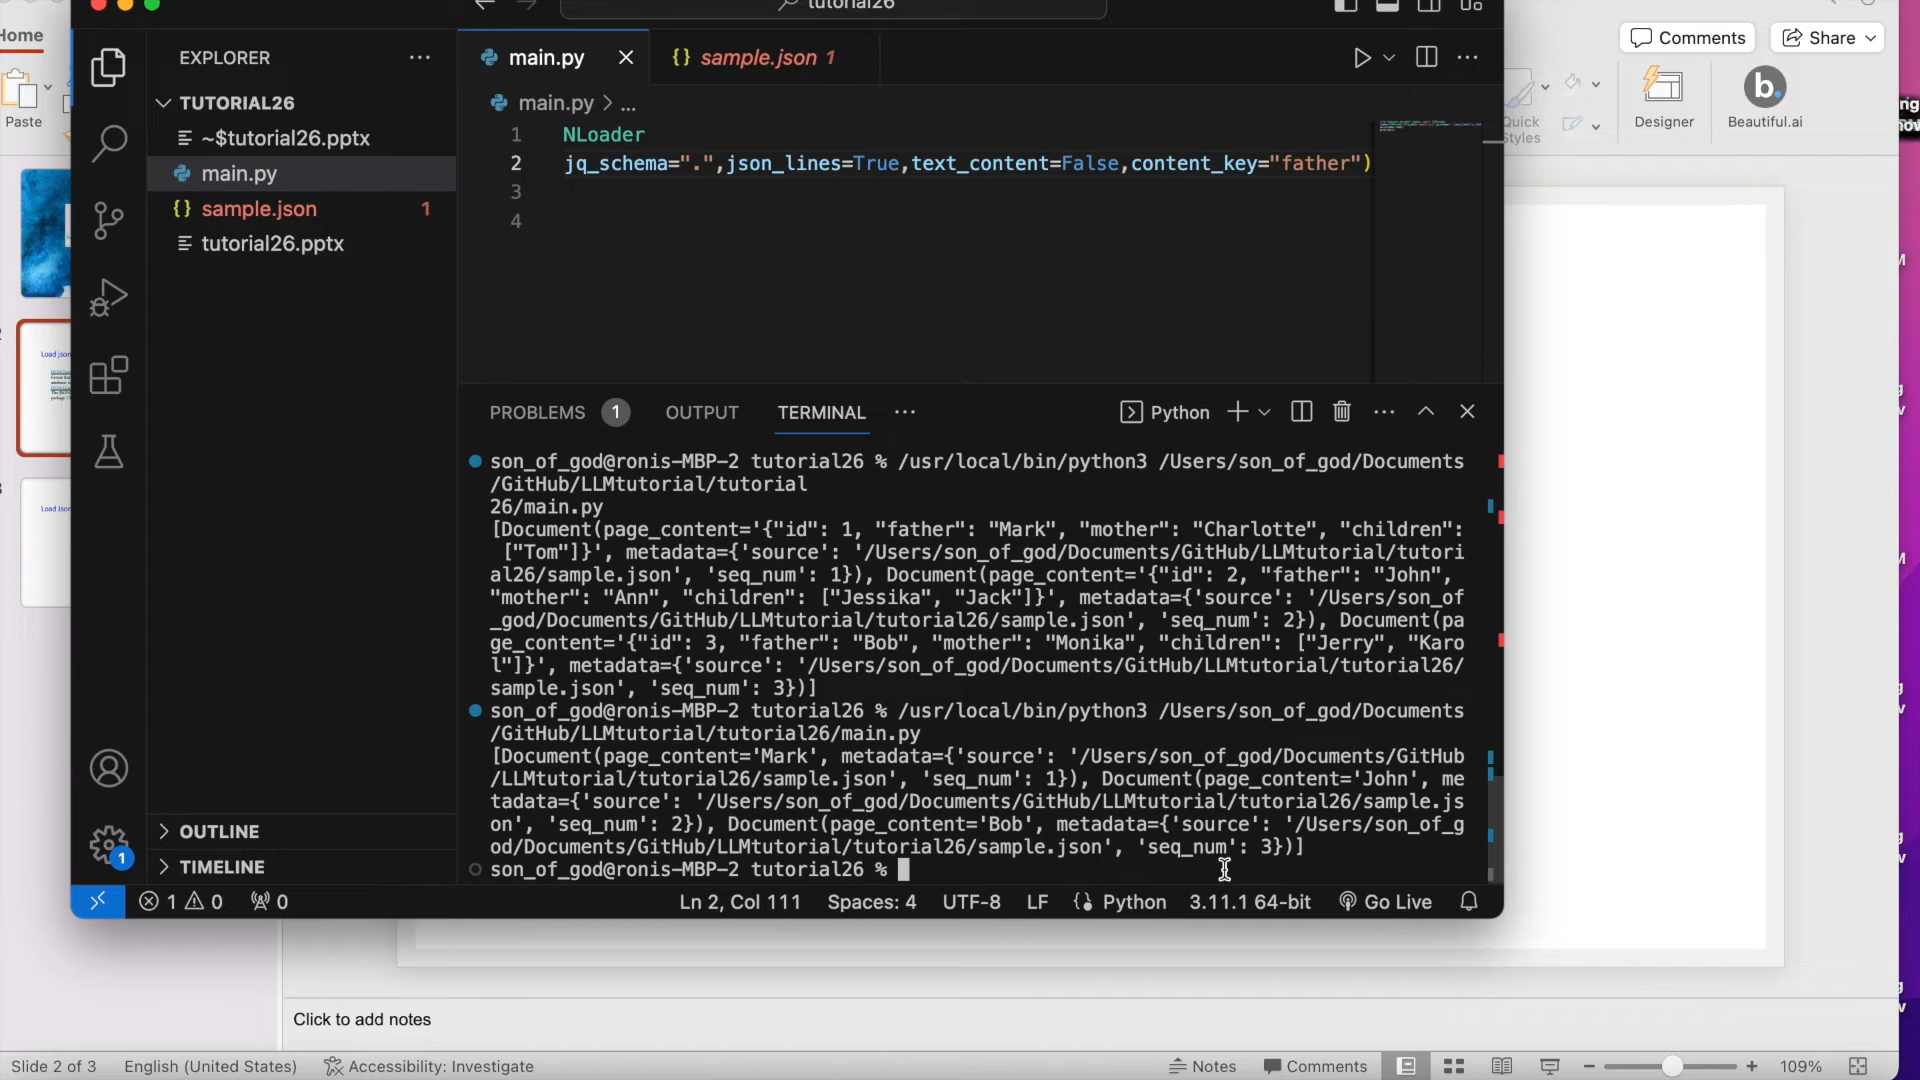 Home
Paste
tutorial26
Comments
Share
Quick
Styles
Designer
Beautiful.ai
EXPLORER
TUTORIAL26
~$tutorial26.pptx
main.py
sample.json 1
tutorial26.pptx
OUTLINE
TIMELINE
1
main.py
{} sample.json 1
main.py > ...
1 NLoader
2 jq_schema=".",json_lines=True,text_content=False,content_key="father")
3
4
PROBLEMS 1 OUTPUT TERMINAL
Python
son_of_god@ronis-MBP-2 tutorial26 % /usr/local/bin/python3 /Users/son_of_god/Documents
/GitHub/LLMtutorial/tutorial
26/main.py
[Document(page_content='{"id": 1, "father": "Mark", "mother": "Charlotte", "children":
["Tom"]}', metadata={'source': '/Users/son_of_god/Documents/GitHub/LLMtutorial/tutori
al26/sample.json', 'seq_num': 1}), Document(page_content='{"id": 2, "father": "John",
"mother": "Ann", "children": ["Jessika", "Jack"]}', metadata={'source': '/Users/son_of
_god/Documents/GitHub/LLMtutorial/tutorial26/sample.json', 'seq_num': 2}), Document(pa
ge_content='{"id": 3, "father": "Bob", "mother": "Monika", "children": ["Jerry", "Karo
l"]}', metadata={'source': '/Users/son_of_god/Documents/GitHub/LLMtutorial/tutorial26/
sample.json', 'seq_num': 3})]
son_of_god@ronis-MBP-2 tutorial26 % /usr/local/bin/python3 /Users/son_of_god/Documents
/GitHub/LLMtutorial/tutorial26/main.py
[Document(page_content='Mark', metadata={'source': '/Users/son_of_god/Documents/GitHub
/LLMtutorial/tutorial26/sample.json', 'seq_num': 1}), Document(page_content='John', me
tadata={'source': '/Users/son_of_god/Documents/GitHub/LLMtutorial/tutorial26/sample.js
on', 'seq_num': 2}), Document(page_content='Bob', metadata={'source': '/Users/son_of_g
od/Documents/GitHub/LLMtutorial/tutorial26/sample.json', 'seq_num': 3})]
son_of_god@ronis-MBP-2 tutorial26 %
1 0 0 Ln 2, Col 111 Spaces: 4 UTF-8 LF {} Python 3.11.1 64-bit Go Live
Click to add notes
Slide 2 of 3 English (United States) Accessibility: Investigate Notes Comments 109%